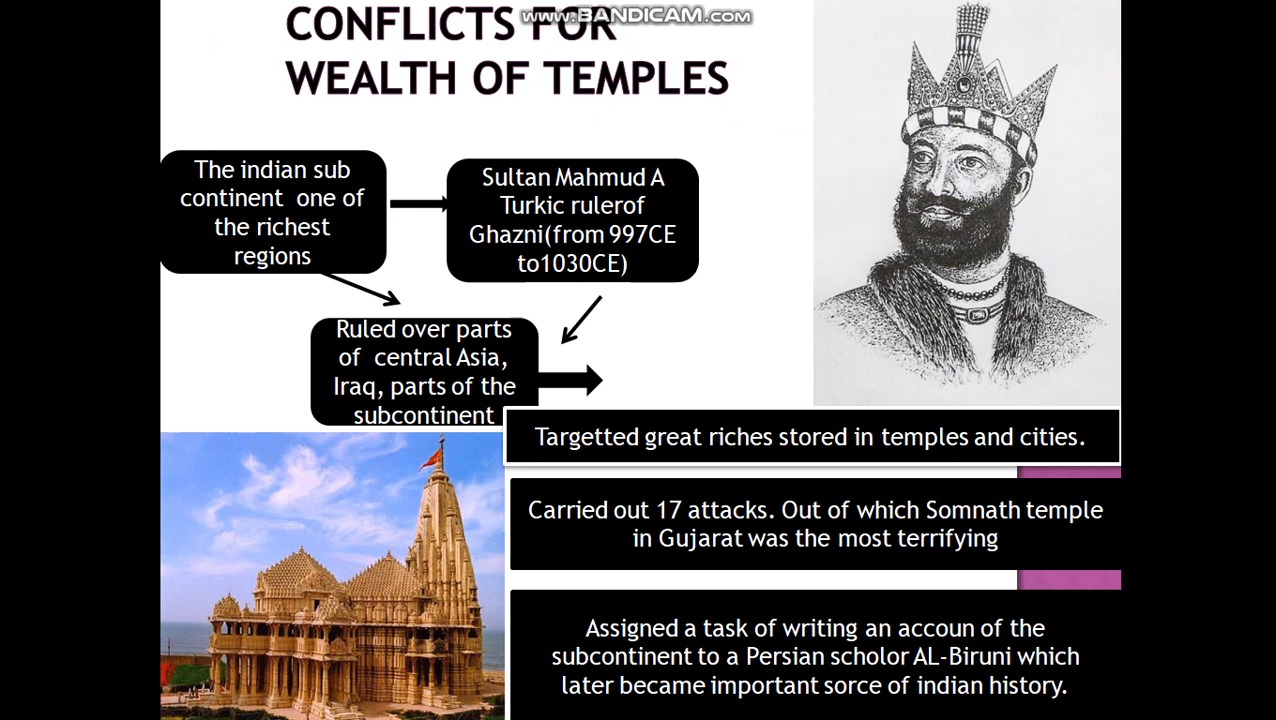 www.BANDICAM.com
CONFLICTS FOR
WEALTH OF TEMPLES
The indian sub
continent one of
the richest
regions
Sultan Mahmud A
Turkic rulerof
Ghazni(from 997CE
to1030CE)
Ruled over parts
of central Asia,
Iraq, parts of the
subcontinent
Targetted great riches stored in temples and cities.
Carried out 17 attacks. Out of which Somnath temple
in Gujarat was the most terrifying
Assigned a task of writing an accoun of the
subcontinent to a Persian scholor AL-Biruni which
later became important sorce of indian history.